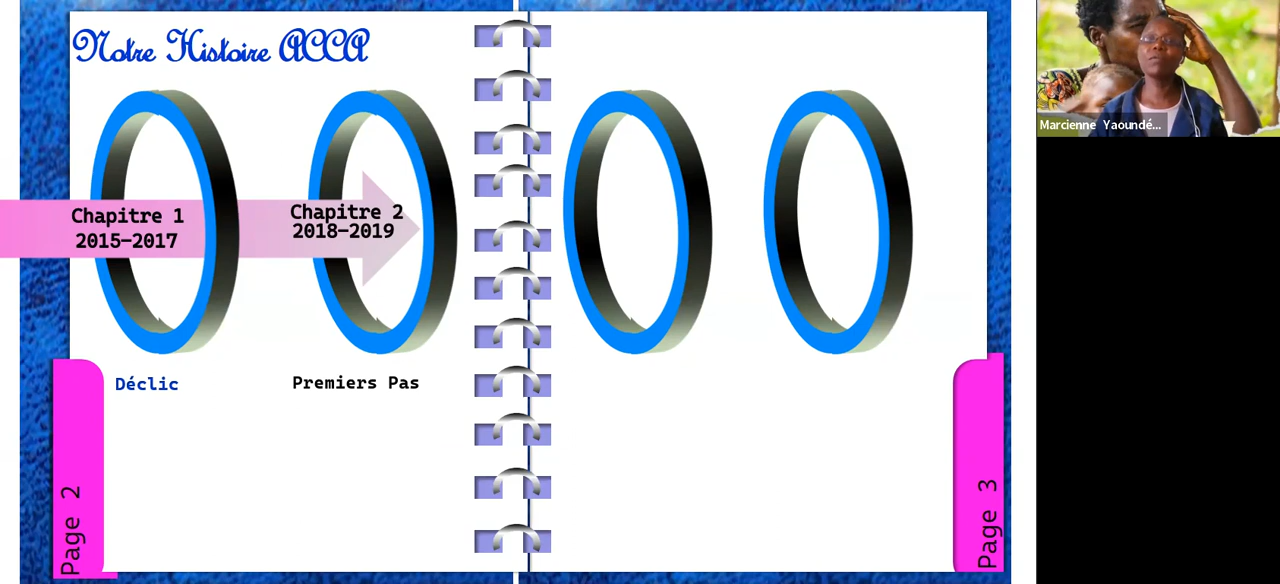 Notre Histoire ACCA
Chapitre 1
2015-2017
Chapitre 2
2018-2019
Déclic
Premiers Pas
Page 2
Page 3
Marcienne Yaoundé...